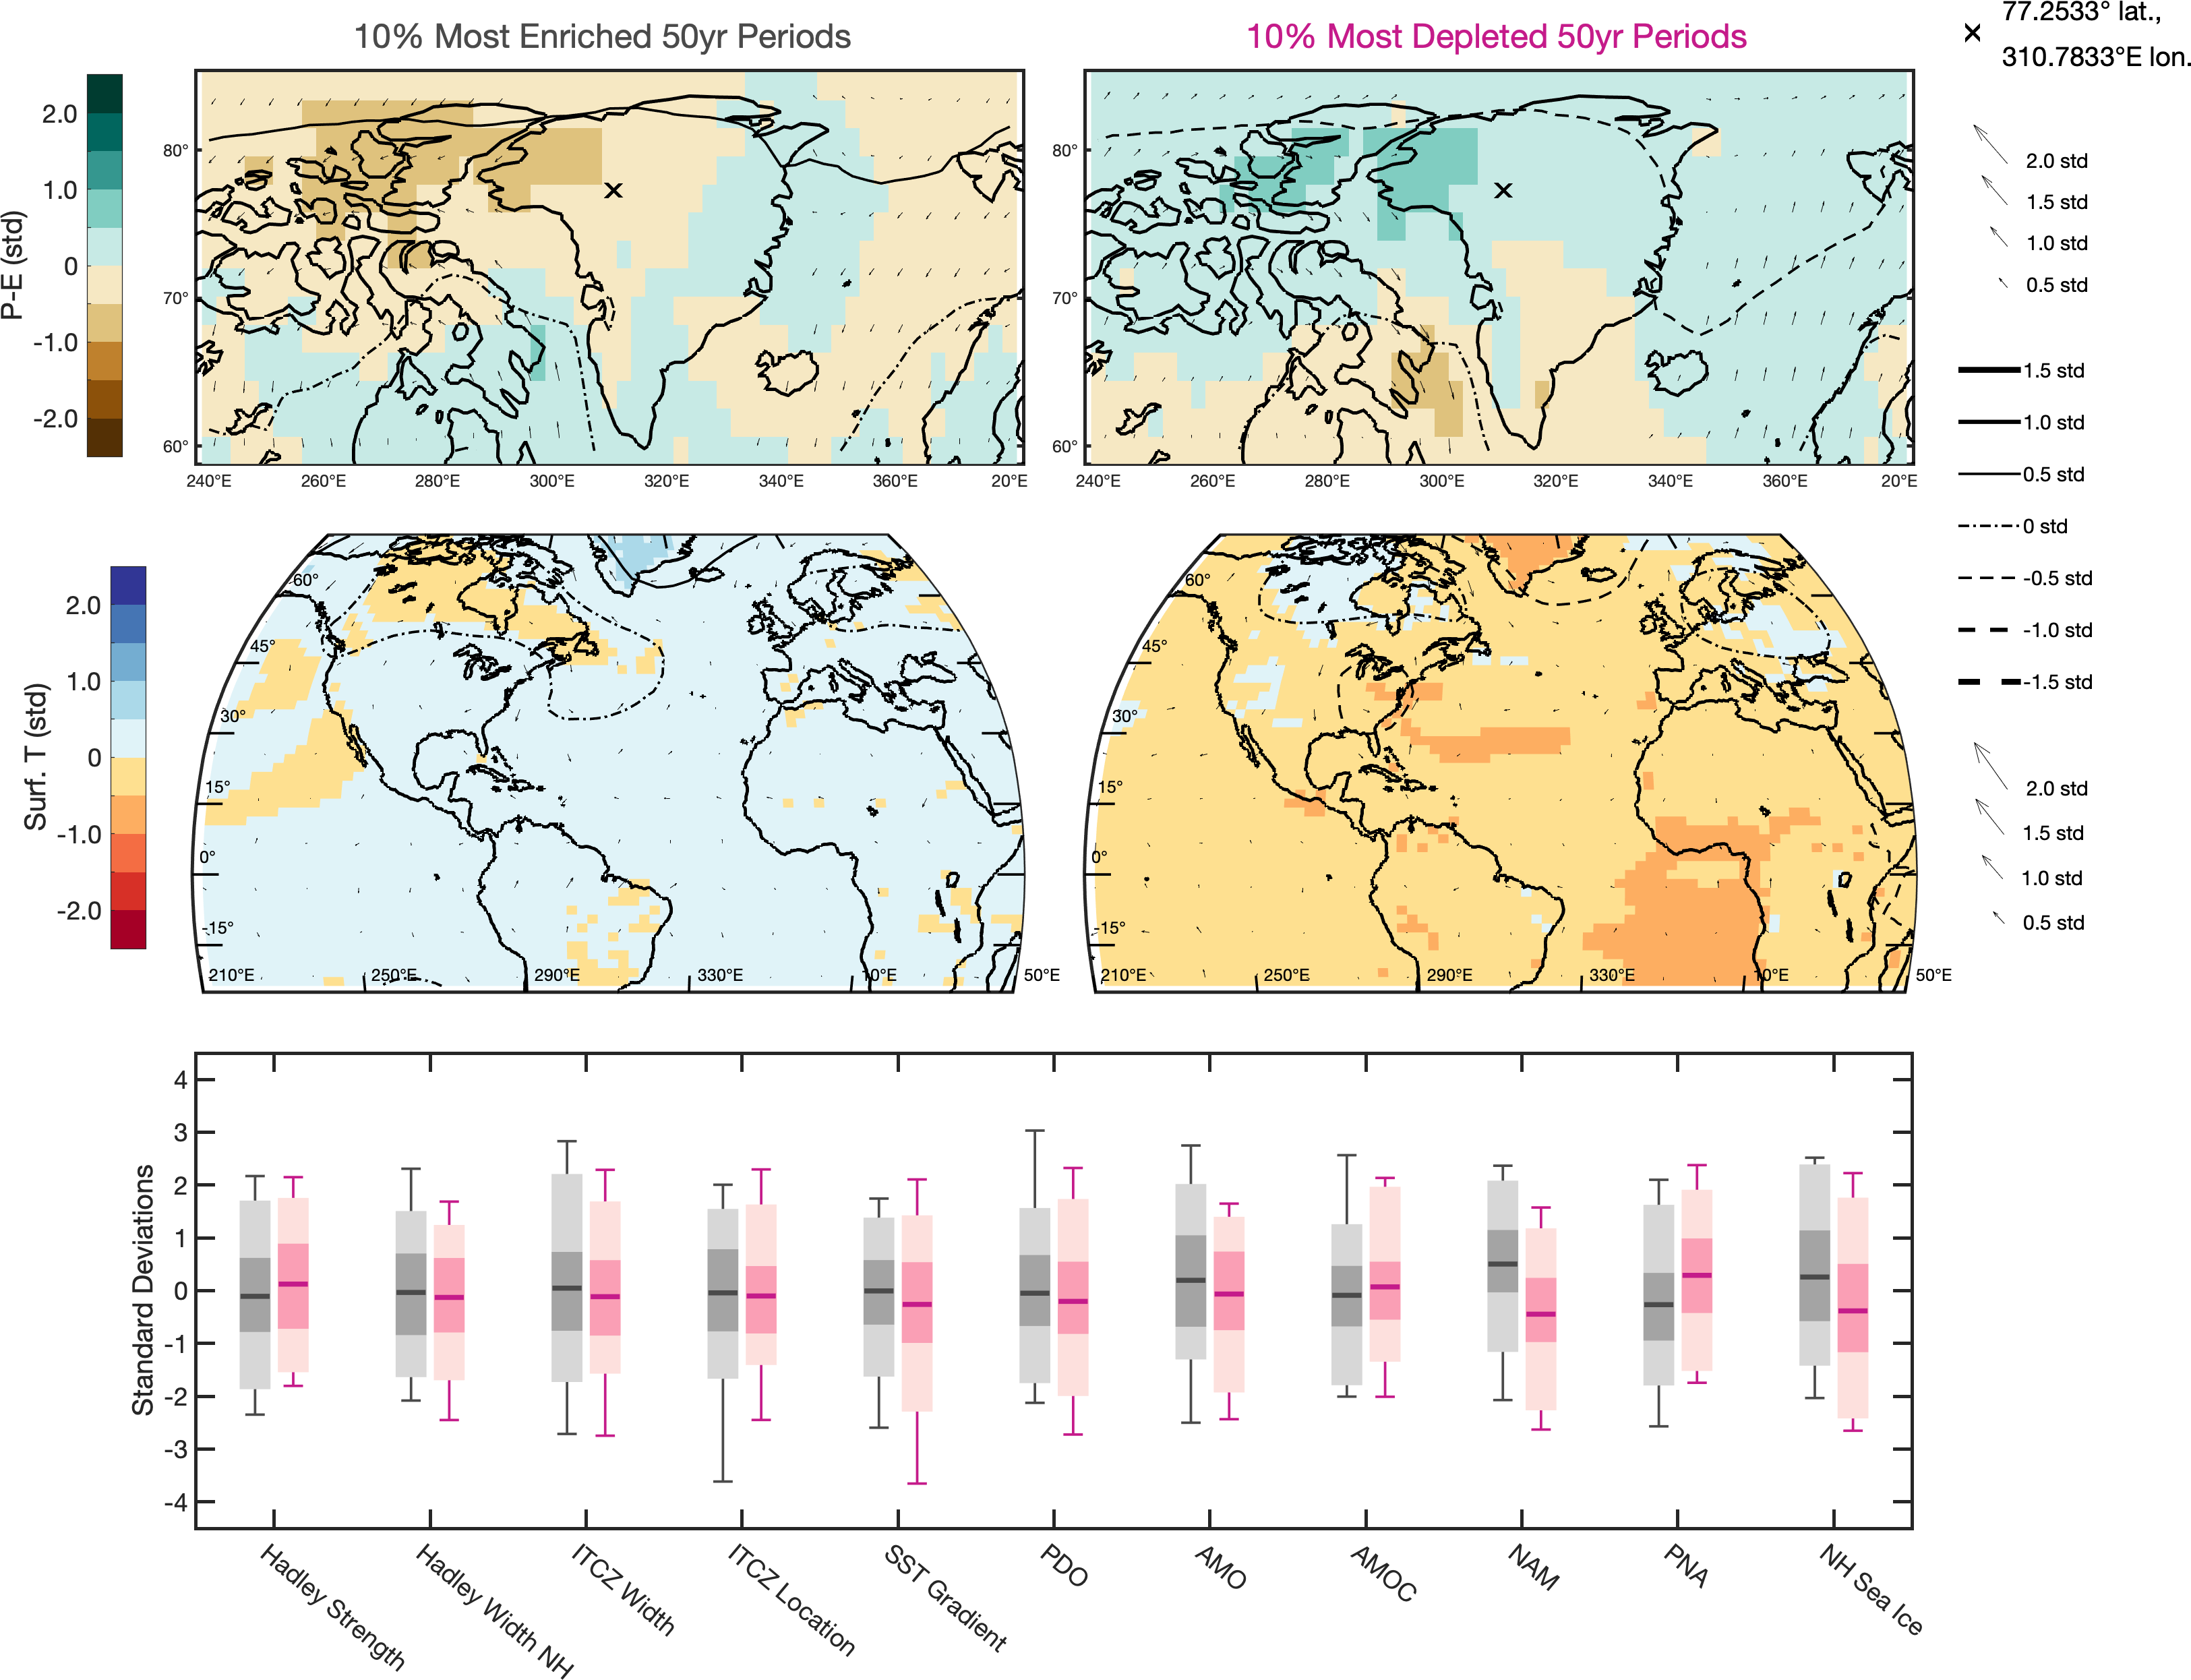 10% Most Enriched 50yr Periods
10% Most Depleted 50yr Periods
77.2533° lat.,
310.7833°E lon.
P-E (std)
2.0
1.0
0
-1.0
-2.0
80°
70°
60°
240°E 260°E 280°E 300°E 320°E 340°E 360°E 20°E
80°
70°
60°
240°E 260°E 280°E 300°E 320°E 340°E 360°E 20°E
2.0 std
1.5 std
1.0 std
0.5 std
1.5 std
1.0 std
0.5 std
0 std
-0.5 std
-1.0 std
-1.5 std
Surf. T (std)
2.0
1.0
0
-1.0
-2.0
60°
45°
30°
15°
0°
-15°
210°E 250°E 290°E 330°E 10°E 50°E
60°
45°
30°
15°
0°
-15°
210°E 250°E 290°E 330°E 10°E 50°E
2.0 std
1.5 std
1.0 std
0.5 std
Standard Deviations
4
3
2
1
0
-1
-2
-3
-4
Hadley Strength
Hadley Width NH
ITCZ Width
ITCZ Location
SST Gradient
PDO
AMO
AMOC
NAM
PNA
NH Sea Ice